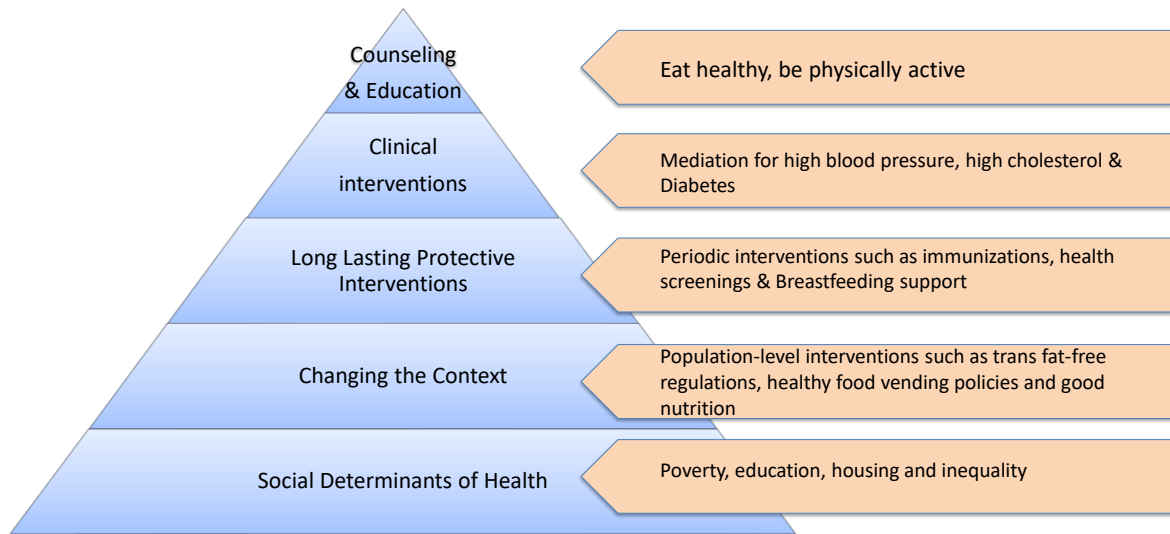 Counseling
& Education
Eat healthy, be physically active
Clinical
interventions
Mediation for high blood pressure, high cholesterol &
Diabetes
Long Lasting Protective
Interventions
Periodic interventions such as immunizations, health
screenings & Breastfeeding support
Changing the Context
Population-level interventions such as trans fat-free
regulations, healthy food vending policies and good
nutrition
Social Determinants of Health
Poverty, education, housing and inequality